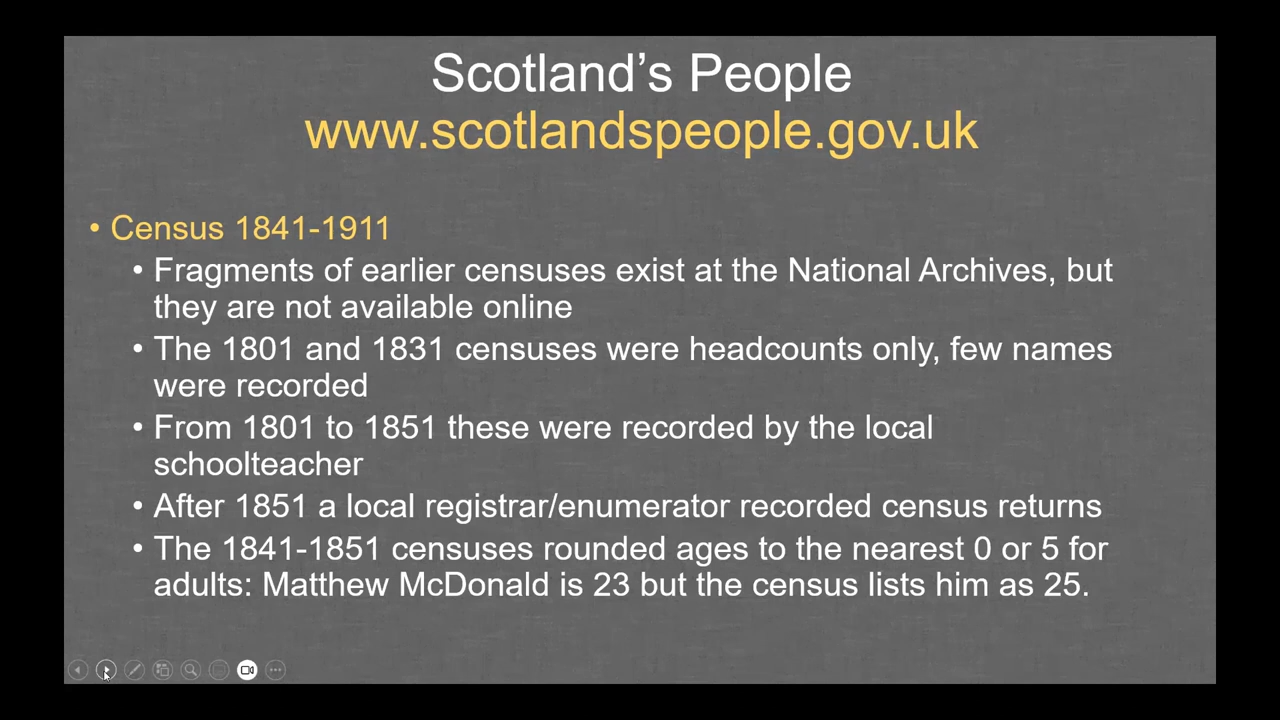 Scotland’s People
www.scotlandspeople.gov.uk
• Census 1841-1911
• Fragments of earlier censuses exist at the National Archives, but
they are not available online
• The 1801 and 1831 censuses were headcounts only, few names
were recorded
• From 1801 to 1851 these were recorded by the local
schoolteacher
• After 1851 a local registrar/enumerator recorded census returns
• The 1841-1851 censuses rounded ages to the nearest 0 or 5 for
adults: Matthew McDonald is 23 but the census lists him as 25.